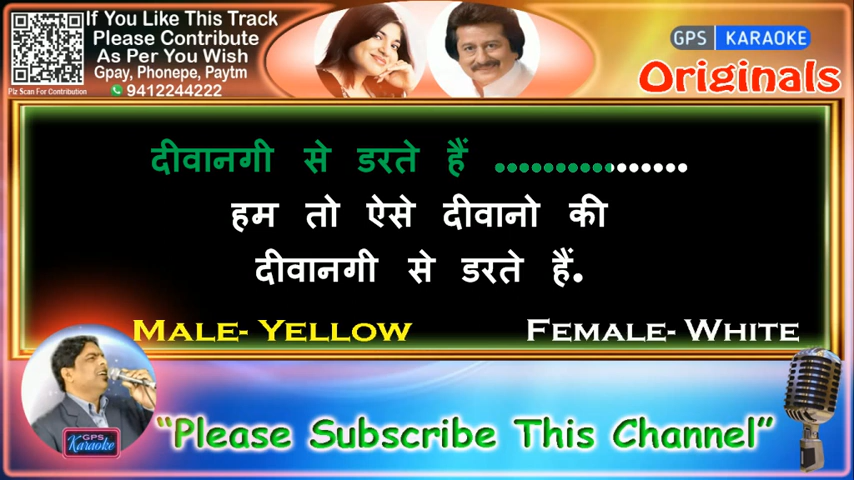 If You Like This Track
Please Contribute
As Per You Wish
Gpay, Phonepe, Paytm
Plz Scan For Contribution
9412244222
GPS | KARAOKE
Originals
दीवानगी से डरते हैं ................
हम तो ऐसे दीवानो की
दीवानगी से डरते हैं.
MALE- YELLOW
FEMALE- WHITE
GPS
Karaoke
“Please Subscribe This Channel”